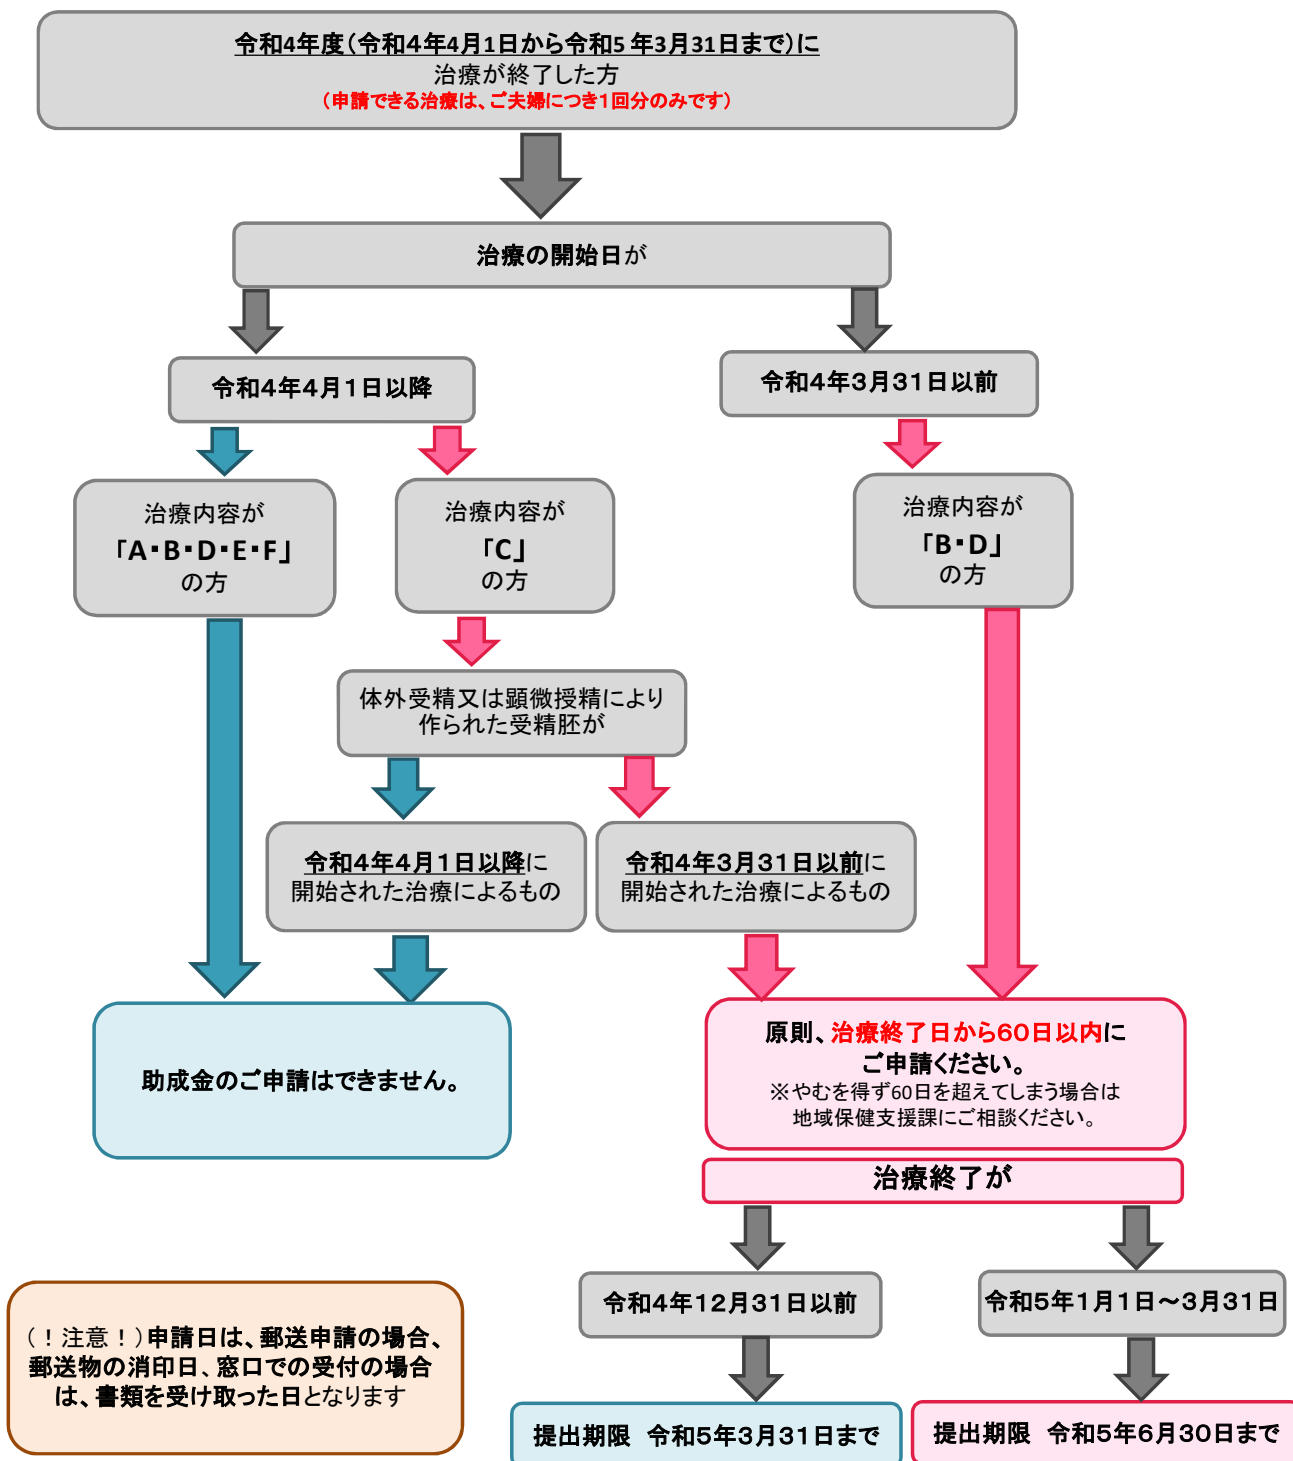 令和4年度（令和4年4月1日から令和5年3月31日まで）に
治療が終了した方
（申請できる治療は、ご夫婦につき1回分のみです）
治療の開始日が
令和4年4月1日以降
令和4年3月31日以前
治療内容が
「A・B・D・E・F」
の方
治療内容が
「C」
の方
治療内容が
「B・D」
の方
体外受精又は顕微授精により
作られた受精胚が
令和4年4月1日以降に
開始された治療によるもの
令和4年3月31日以前に
開始された治療によるもの
助成金のご申請はできません。
原則、治療終了日から60日以内に
ご申請ください。
※やむを得ず60日を超えてしまう場合は
地域保健支援課にご相談ください。
治療終了が
令和4年12月31日以前
令和5年1月1日～3月31日
（！注意！）申請日は、郵送申請の場合、
郵送物の消印日、窓口での受付の場合
は、書類を受け取った日となります
提出期限　令和5年3月31日まで
提出期限　令和5年6月30日まで